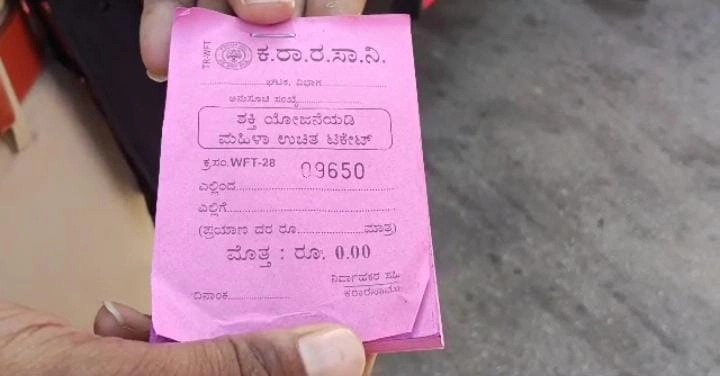 TR-WFT
ಕ.ರಾ.ರ.ಸಾ.ನಿ.
ಘಟಕ, ವಿಭಾಗ
ಅನುಸೂಚಿ ಸಂಖ್ಯೆ..................
ಶಕ್ತಿ ಯೋಜನೆಯಡಿ
ಮಹಿಳಾ ಉಚಿತ ಟಿಕೇಟ್
ಕ್ರ.ಸಂ. WFT-28 09650
ಎಲ್ಲಿಂದ..................
ಎಲ್ಲಿಗೆ..................
(ಪ್ರಯಾಣ ದರ ರೂ..................ಮಾತ್ರ)
ಮೊತ್ತ : ರೂ. 0.00
ನಿರ್ವಾಹಕರ ಸಹಿ
ದಿನಾಂಕ.................. ಕರಾರಸಾನಿ